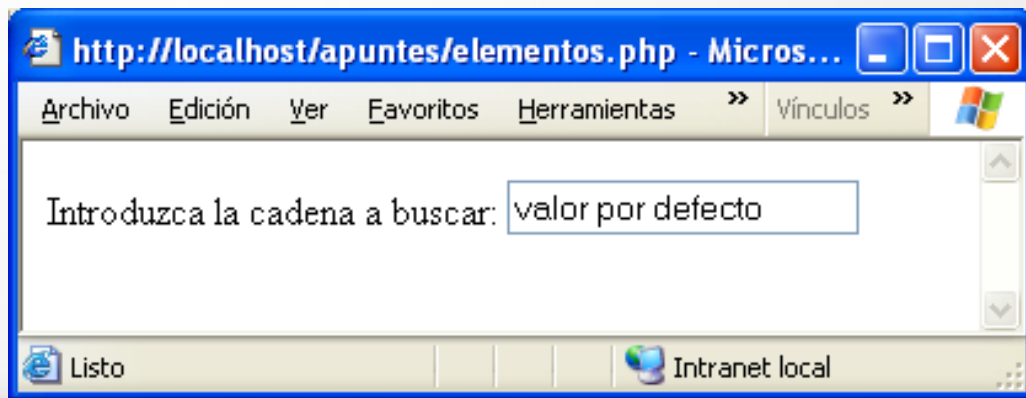 http://localhost/apuntes/elementos.php - Micros...
Archivo Edición Ver Favoritos Herramientas » Vínculos »
Introduzca la cadena a buscar: valor por defecto
Listo Intranet local